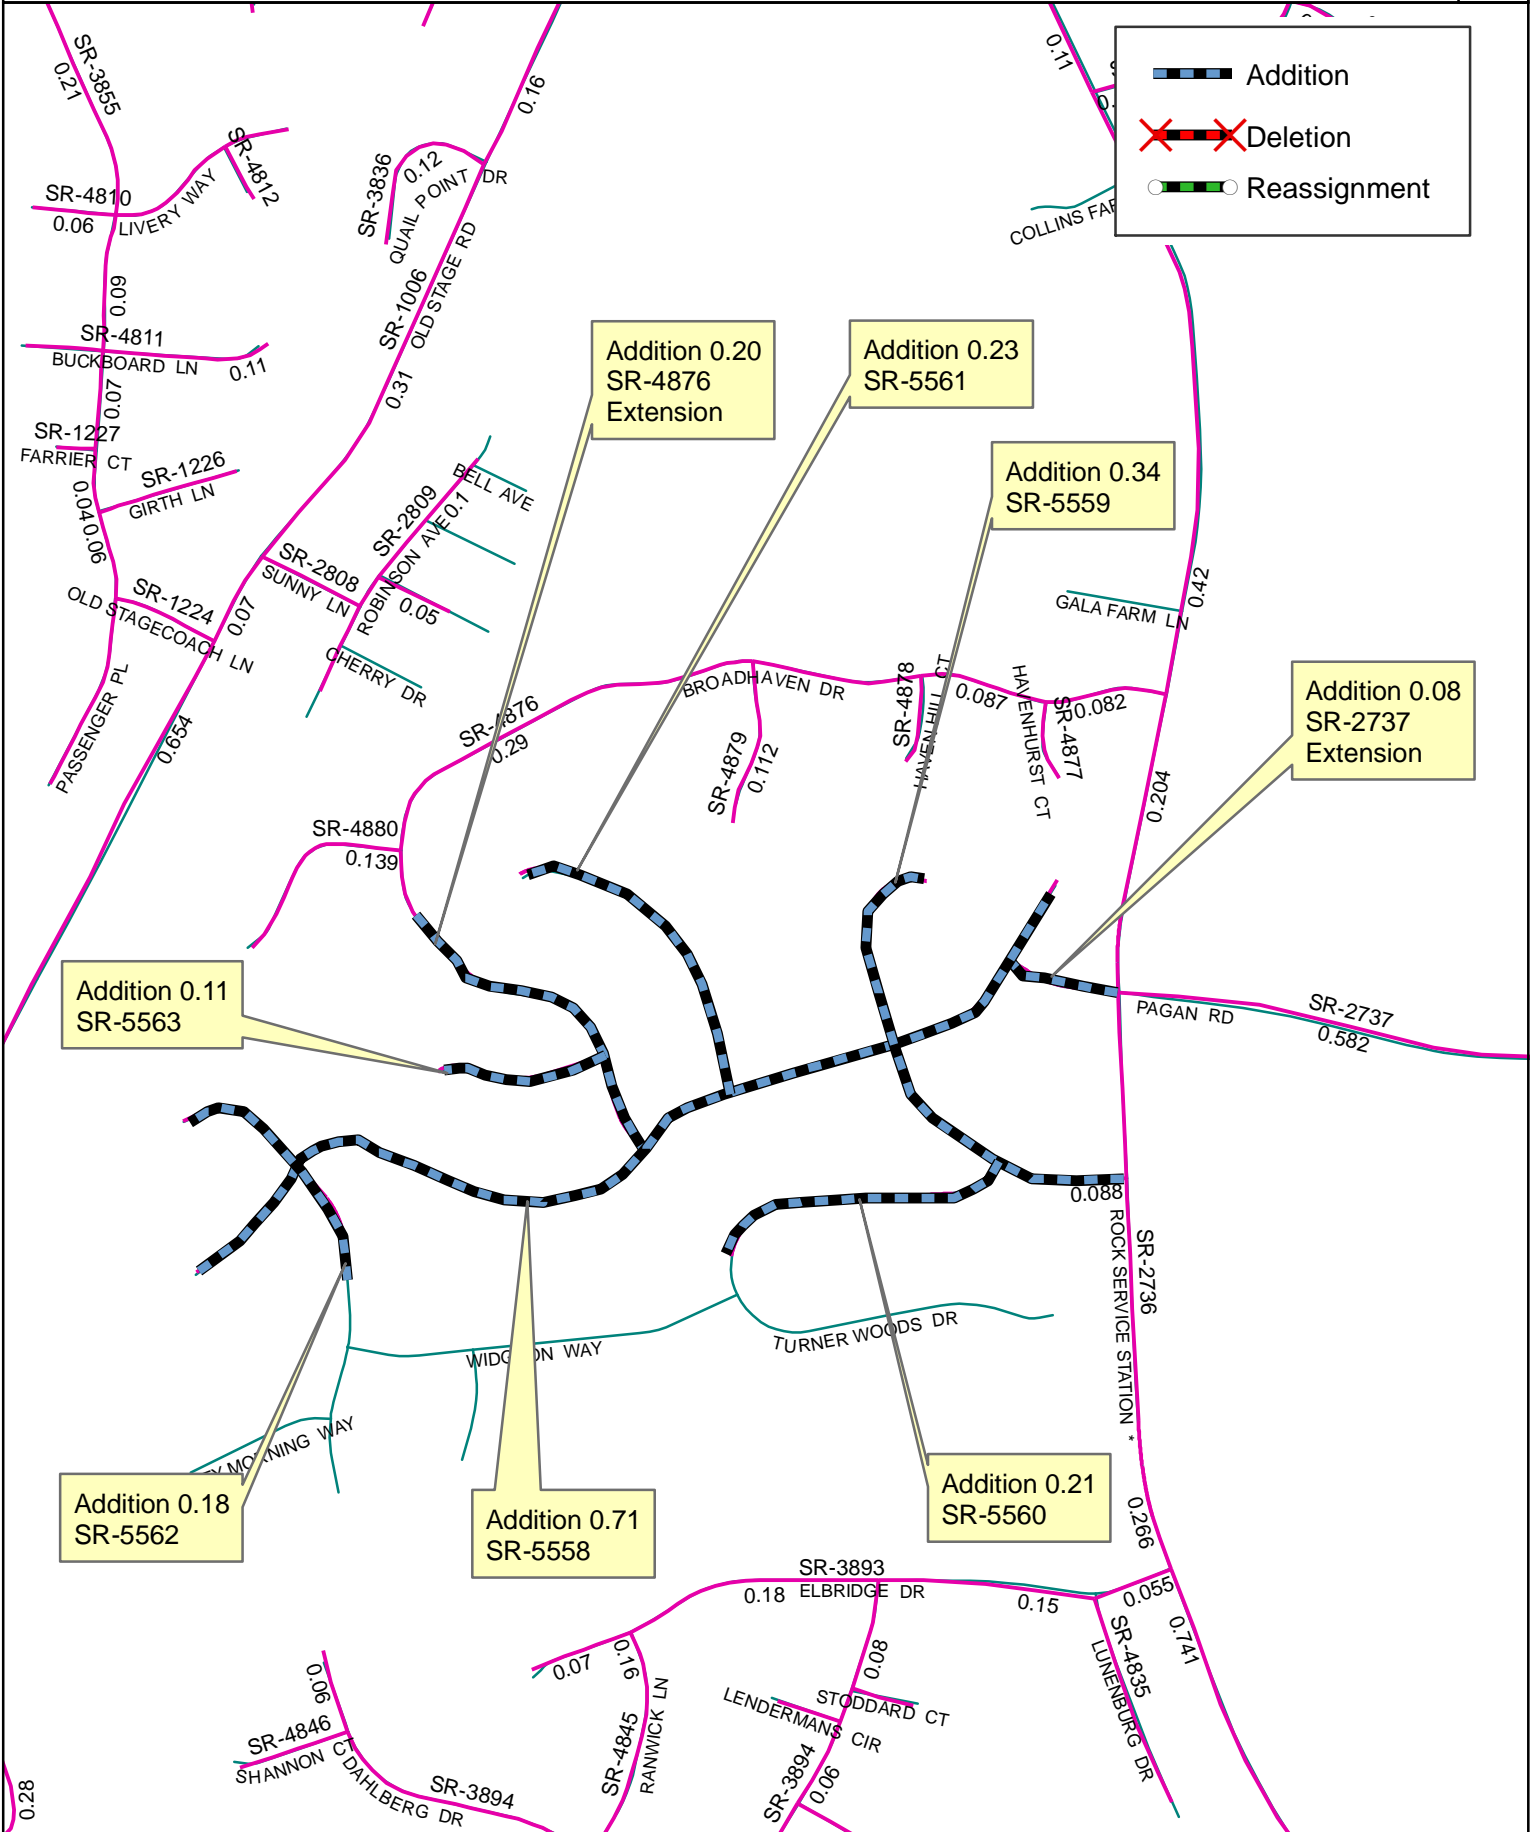 SR-3855
0.21
0.16
0.11
Addition
Deletion
Reassignment
SR-4812
SR-4810
0.06
LIVERY WAY
SR-3836
0.12
QUAIL POINT DR
COLLINS FAR
0.09
SR-1006
OLD STAGE RD
SR-4811
BUCKBOARD LN
0.11
0.31
0.07
Addition 0.20
SR-4876
Extension
Addition 0.23
SR-5561
Addition 0.34
SR-5559
SR-1227
FARRIER CT
SR-1226
GIRTH LN
0.04
0.06
BELL AVE
SR-2809
0.1
ROBINSON AVE
SR-2808
SUNNY LN
0.05
CHERRY DR
SR-1224
OLD STAGECOACH LN
0.07
0.42
GALA FARM LN
PASSENGER PL
0.654
SR-4876
0.29
BROADHAVEN DR
SR-4879
0.112
SR-4878
HAVEN HILL CT
0.087
HAVENHURST CT
SR-4877
0.082
Addition 0.08
SR-2737
Extension
0.204
SR-4880
0.139
Addition 0.11
SR-5563
PAGAN RD
SR-2737
0.582
0.088
ROCK SERVICE STATION *
SR-2736
TURNER WOODS DR
WAY
MORNING WAY
Addition 0.18
SR-5562
Addition 0.71
SR-5558
Addition 0.21
SR-5560
0.266
SR-3893
0.18
ELBRIDGE DR
0.15
0.055
0.741
SR-4835
LUNENBURG DR
0.07
0.16
SR-4845
RANWICK LN
0.08
STODDARD CT
LENDERMANS CIR
SR-3894
0.06
0.06
SR-4846
SHANNON CT
DAHLBERG DR
SR-3894
0.28